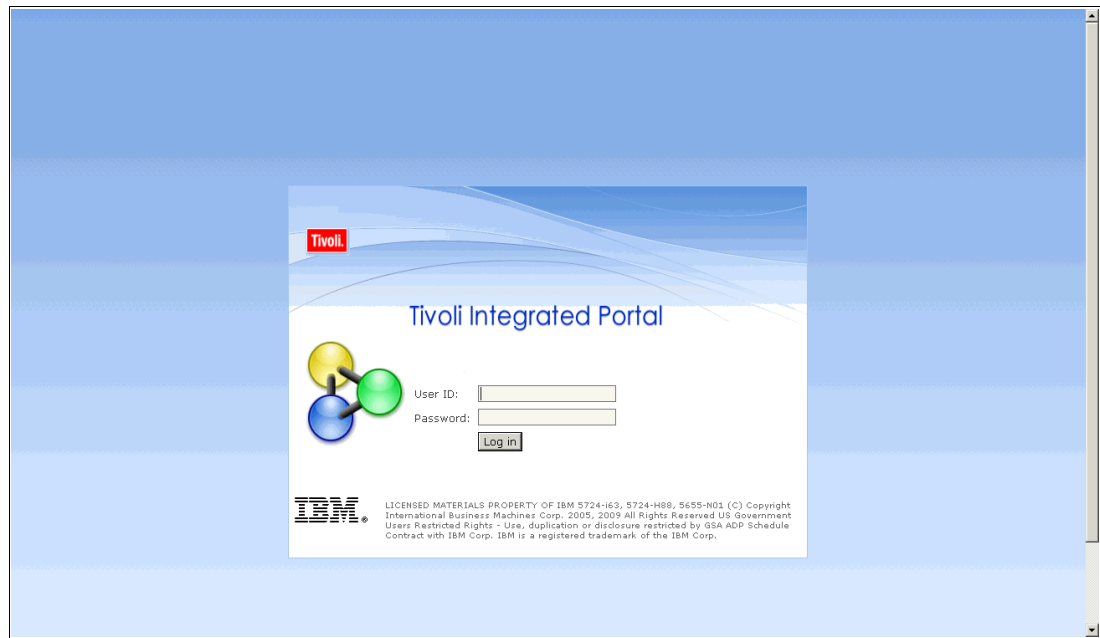 Tivoli.
Tivoli Integrated Portal
User ID:
Password:
Log in
IBM®
LICENSED MATERIALS PROPERTY OF IBM 5724-i63, 5724-H88, 5655-N01 (C) Copyright
International Business Machines Corp. 2005, 2009 All Rights Reserved US Government
Users Restricted Rights - Use, duplication or disclosure restricted by GSA ADP Schedule
Contract with IBM Corp. IBM is a registered trademark of the IBM Corp.